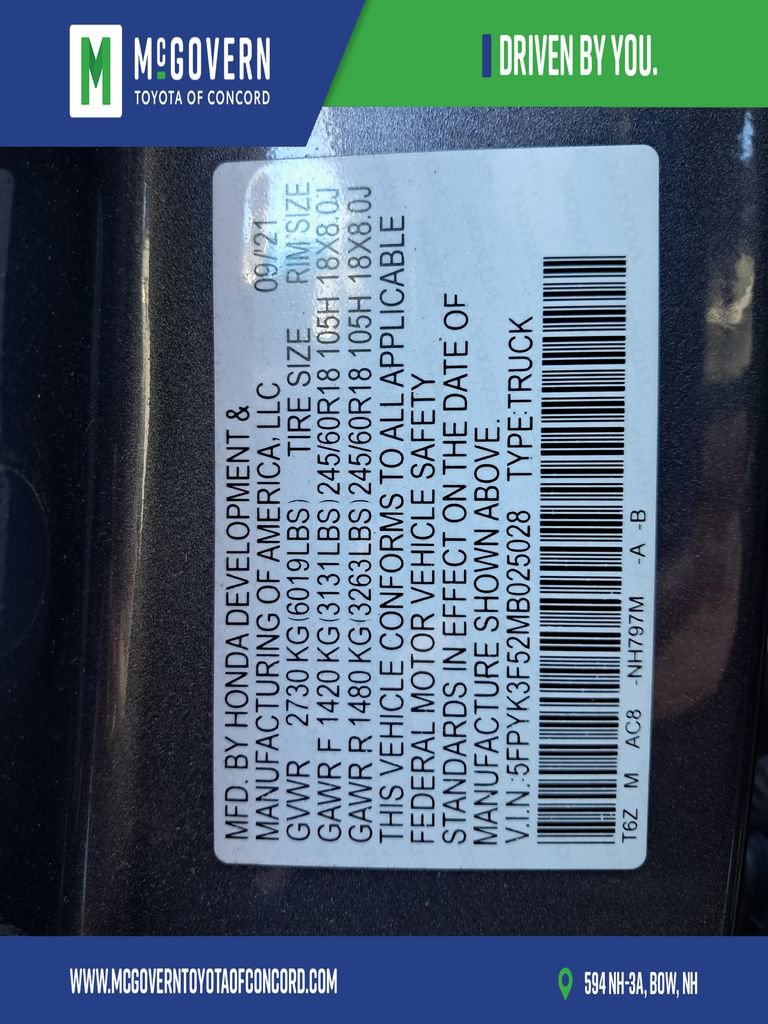 McGOVERN
TOYOTA OF CONCORD
DRIVEN BY YOU.
MFD. BY HONDA DEVELOPMENT &
MANUFACTURING OF AMERICA, LLC 09/'21
GVWR 2730 KG(6019LBS) TIRE SIZE RIM SIZE
GAWR F 1420 KG(3131LBS)245/60R18 105H 18X8.0J
GAWR R 1480 KG(3263LBS)245/60R18 105H 18X8.0J
THIS VEHICLE CONFORMS TO ALL APPLICABLE
FEDERAL MOTOR VEHICLE SAFETY
STANDARDS IN EFFECT ON THE DATE OF
MANUFACTURE SHOWN ABOVE.
V.I.N.:5FPYK3F52MB025028 TYPE:TRUCK
T6Z M AC8 -NH797M -A -B
WWW.MCGOVERNTOYOTAOFCONCORD.COM
594 NH-3A, BOW, NH